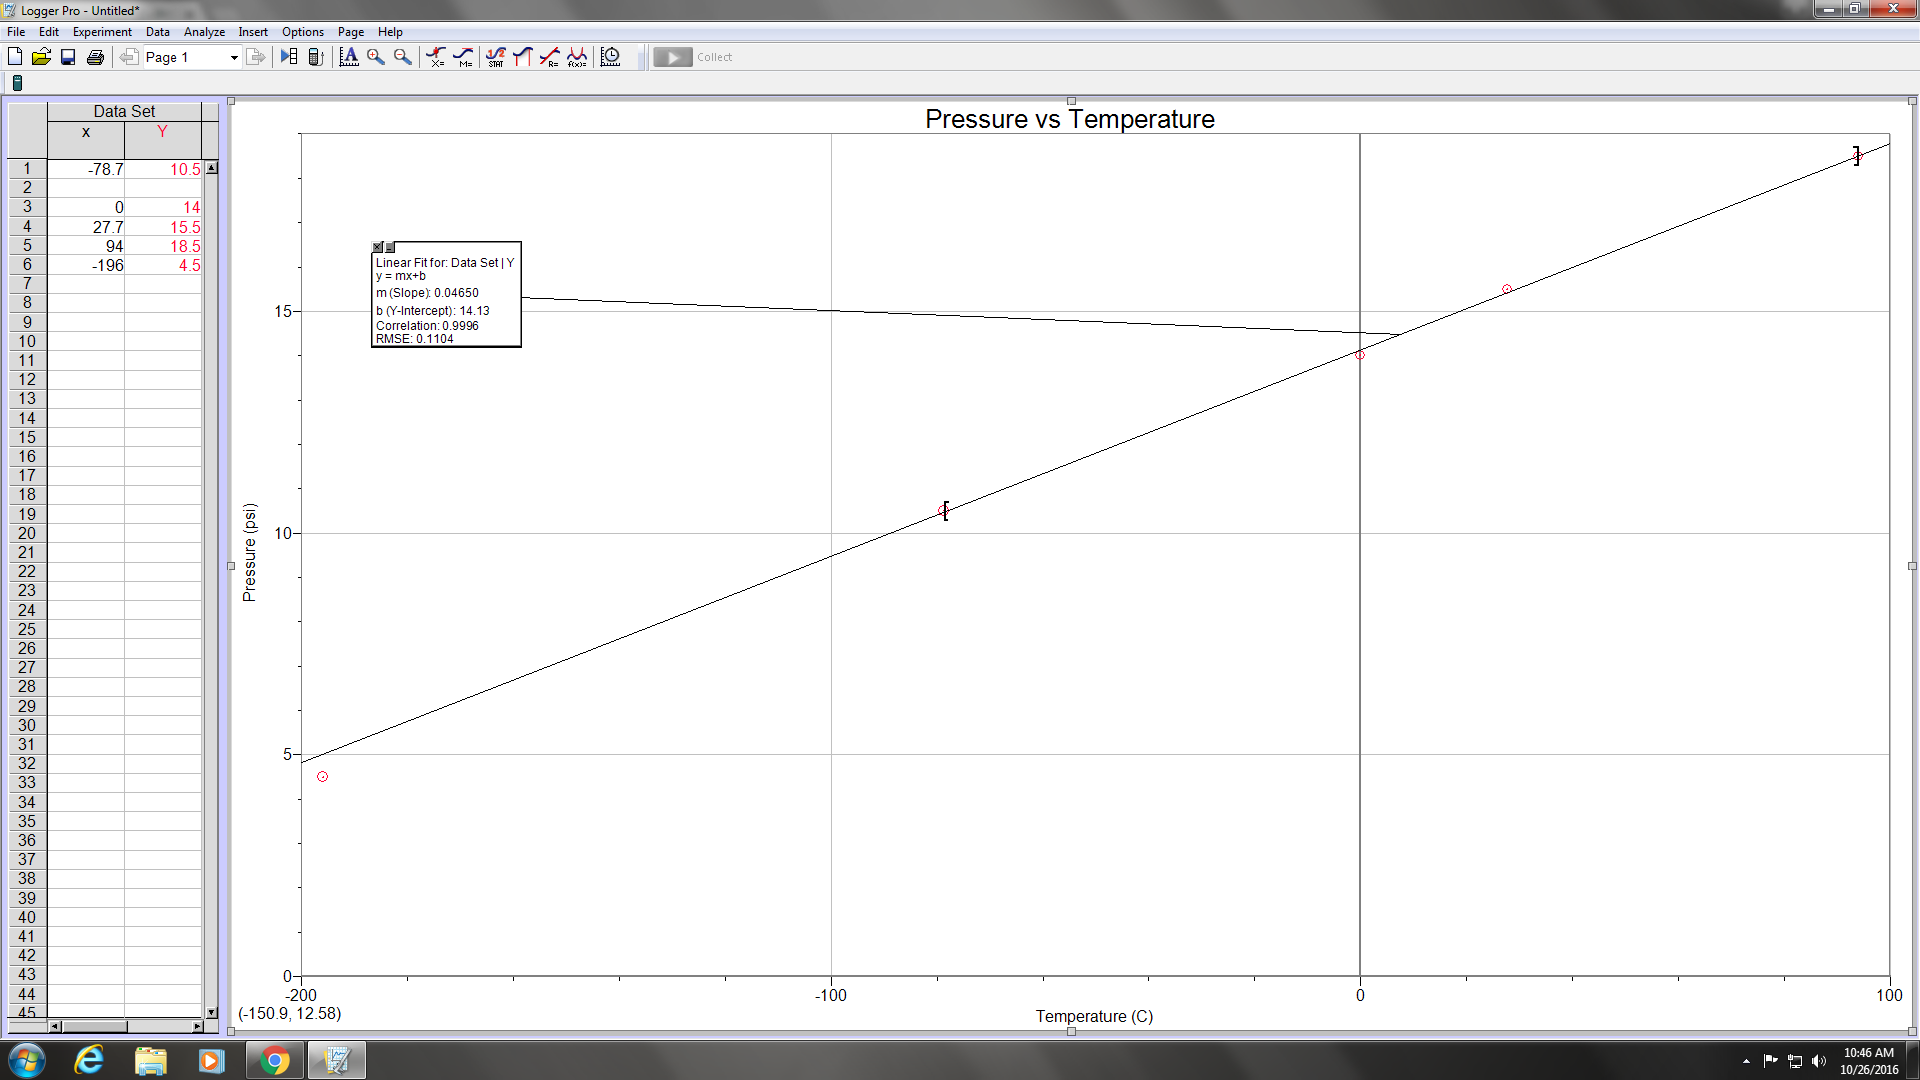 Logger Pro - Untitled*
File Edit Experiment Data Analyze Insert Options Page Help
Page 1
X=
M=
1/2
STAT
R=
f(x)=
Collect
Data Set
x Y
1 -78.7 10.5
2
3 0 14
4 27.7 15.5
5 94 18.5
6 -196 4.5
7
8
9
10
11
12
13
14
15
16
17
18
19
20
21
22
23
24
25
26
27
28
29
30
31
32
33
34
35
36
37
38
39
40
41
42
43
44
45
Pressure vs Temperature
Linear Fit for: Data Set | Y
y = mx+b
m (Slope): 0.04650
b (Y-Intercept): 14.13
Correlation: 0.9996
RMSE: 0.1104
15
10
5
0
Pressure (psi)
-200 -100 0 100
(-150.9, 12.58)
Temperature (C)
10:46 AM
10/26/2016